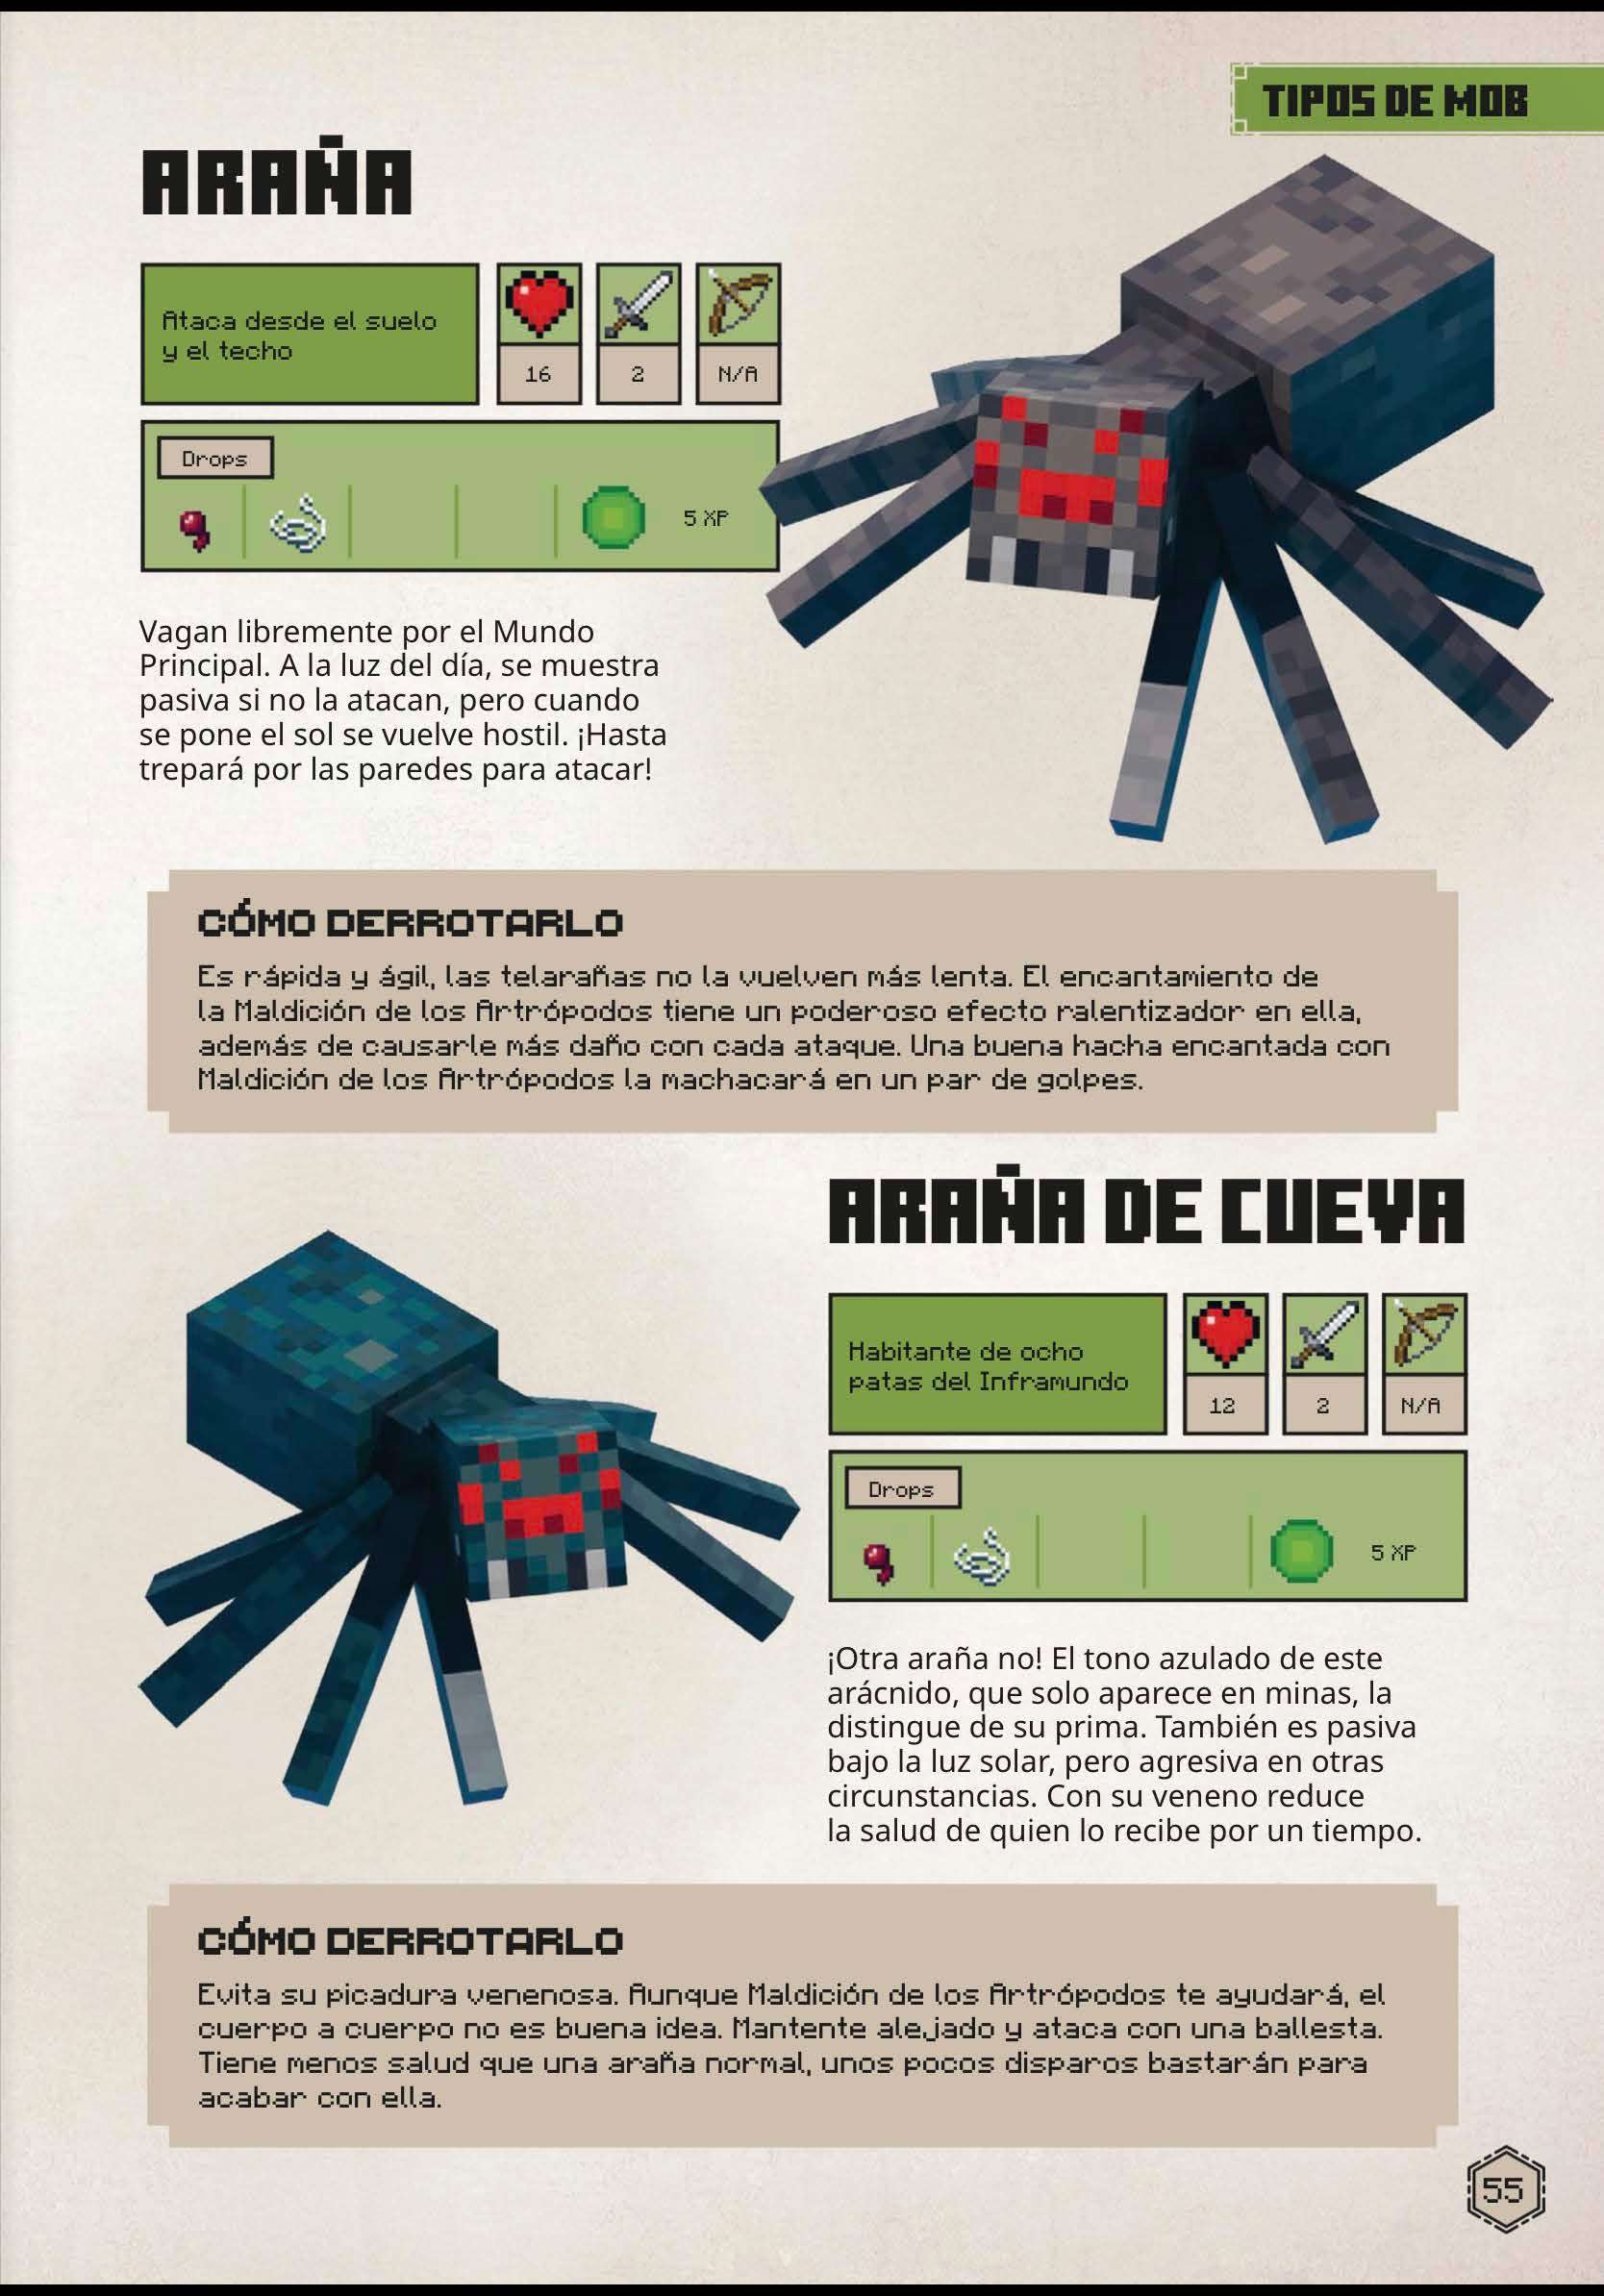 TIPOS DE MOB
ARAÑA
Ataca desde el suelo
y el techo
16
2
N/A
Drops
5 XP
Vagan libremente por el Mundo
Principal. A la luz del día, se muestra
pasiva si no la atacan, pero cuando
se pone el sol se vuelve hostil. ¡Hasta
trepará por las paredes para atacar!
CÓMO DERROTARLO
Es rápida y ágil, las telarañas no la vuelven más lenta. El encantamiento de
la Maldición de los Artrópodos tiene un poderoso efecto ralentizador en ella,
además de causarle más daño con cada ataque. Una buena hacha encantada con
Maldición de los Artrópodos la machacará en un par de golpes.
ARAÑA DE CUEVA
Habitante de ocho
patas del Inframundo
12
2
N/A
Drops
5 XP
¡Otra araña no! El tono azulado de este
arácnido, que solo aparece en minas, la
distingue de su prima. También es pasiva
bajo la luz solar, pero agresiva en otras
circunstancias. Con su veneno reduce
la salud de quien lo recibe por un tiempo.
CÓMO DERROTARLO
Evita su picadura venenosa. Aunque Maldición de los Artrópodos te ayudará, el
cuerpo a cuerpo no es buena idea. Mantente alejado y ataca con una ballesta.
Tiene menos salud que una araña normal, unos pocos disparos bastarán para
acabar con ella.
55